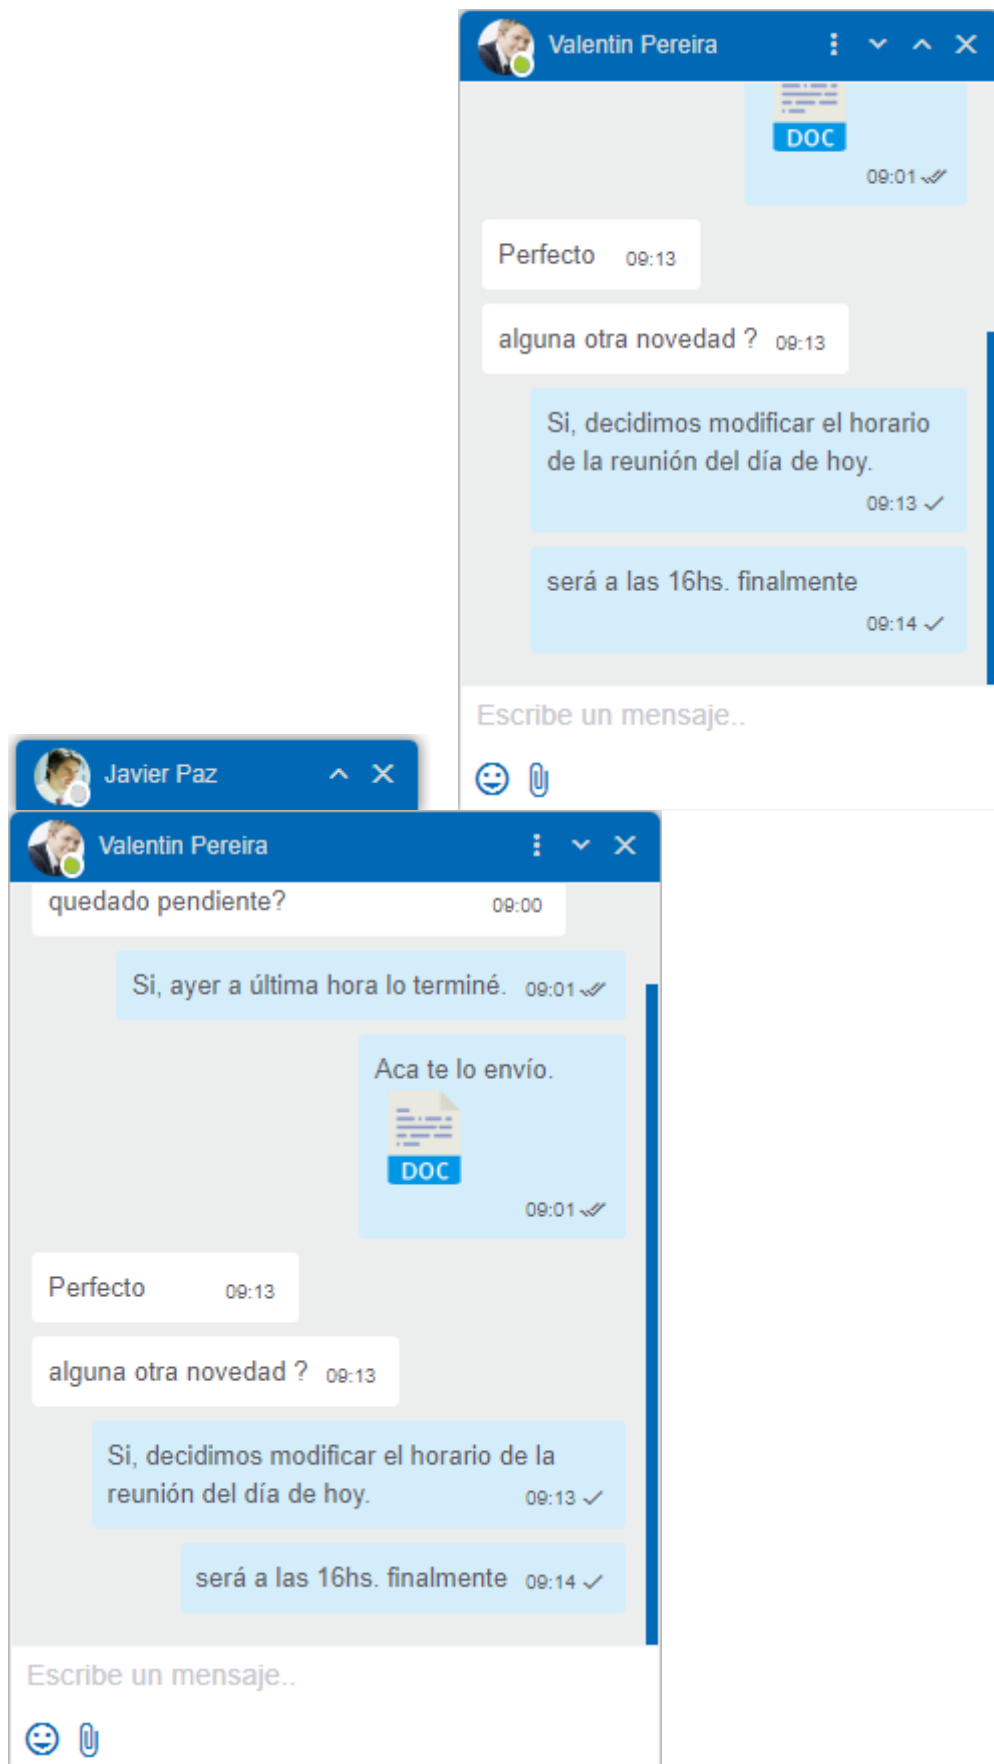 Valentin Pereira
DOC
09:01
Perfecto 09:13
alguna otra novedad ? 09:13
Si, decidimos modificar el horario
de la reunión del día de hoy.
09:13
será a las 16hs. finalmente
09:14
Escribe un mensaje..
Javier Paz
Valentin Pereira
quedado pendiente? 09:00
Si, ayer a última hora lo terminé. 09:01
Aca te lo envío.
DOC
09:01
Perfecto 09:13
alguna otra novedad ? 09:13
Si, decidimos modificar el horario de la
reunión del día de hoy. 09:13
será a las 16hs. finalmente 09:14
Escribe un mensaje..